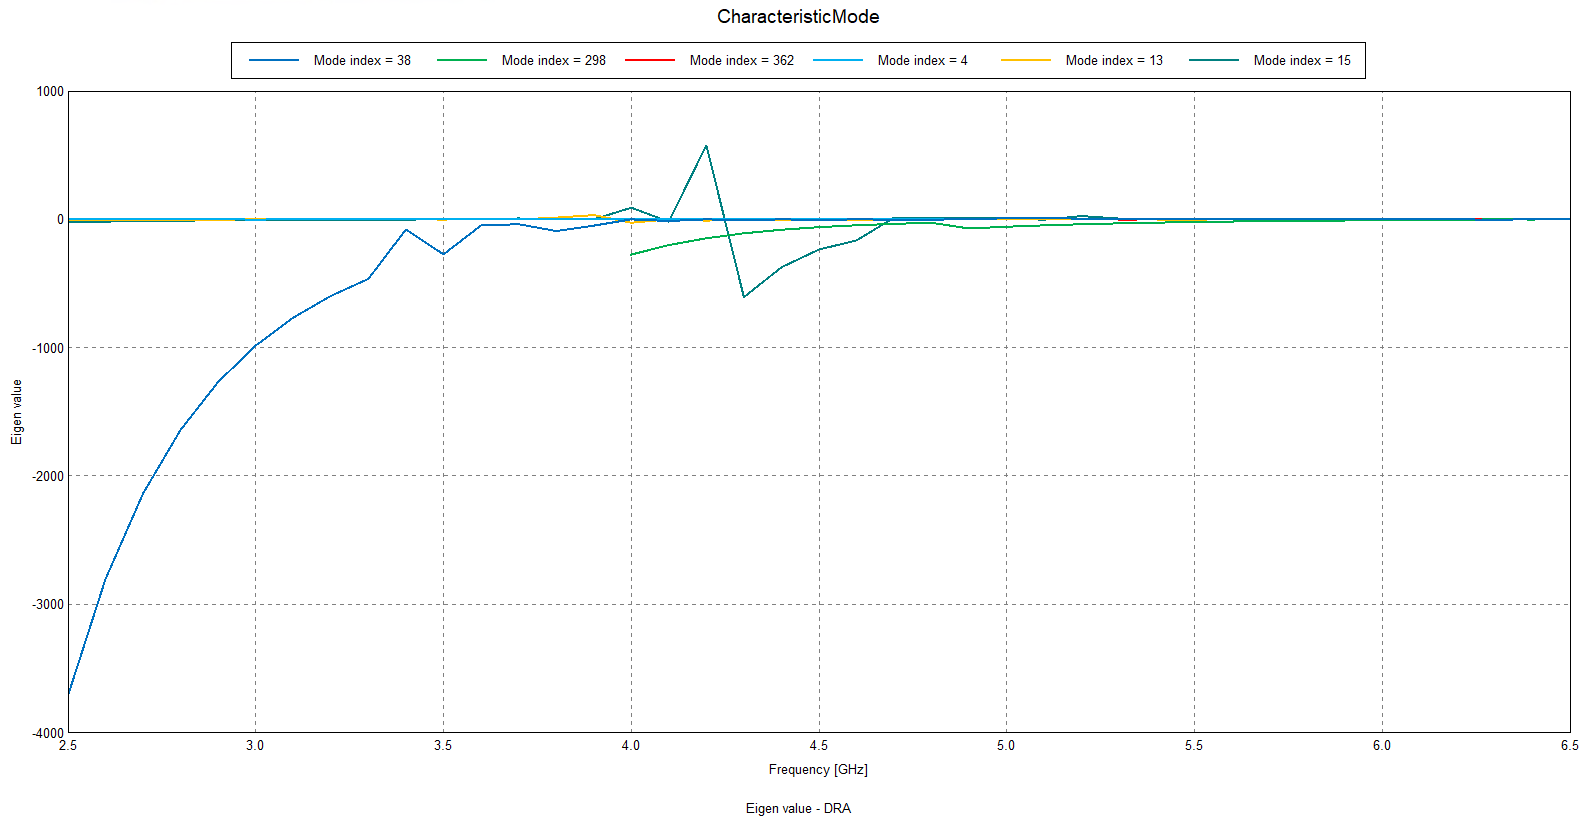 CharacteristicMode
Mode index = 38 Mode index = 298 Mode index = 362 Mode index = 4 Mode index = 13 Mode index = 15
1000
0
-1000
-2000
-3000
-4000
Eigen value
2.5 3.0 3.5 4.0 4.5 5.0 5.5 6.0 6.5
Frequency [GHz]
Eigen value - DRA